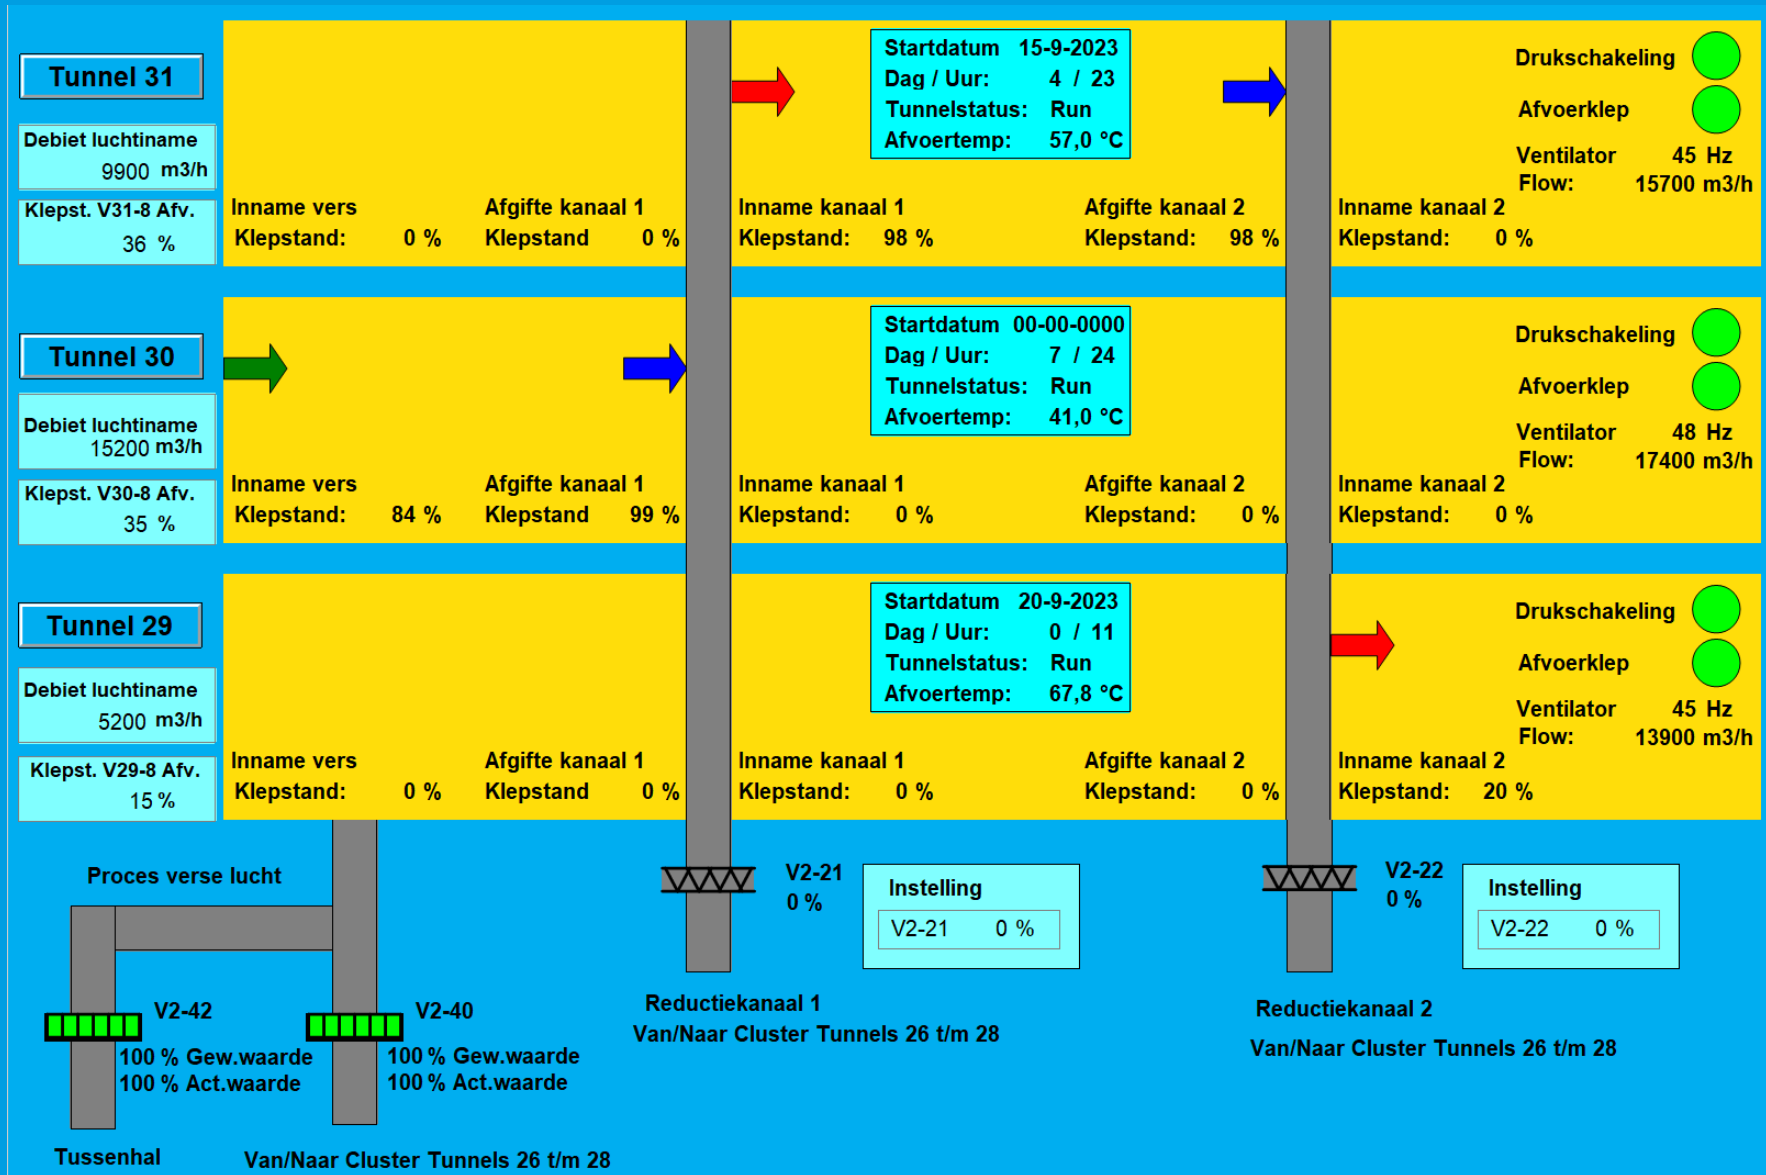 Tunnel 31
Debiet luchtiname
9900 m3/h
Klepst. V31-8 Afv.
36 %
Inname vers
Klepstand: 0 %
Afgifte kanaal 1
Klepstand 0 %
Startdatum 15-9-2023
Dag / Uur: 4 / 23
Tunnelstatus: Run
Afvoertemp: 57,0 °C
Inname kanaal 1
Klepstand: 98 %
Afgifte kanaal 2
Klepstand: 98 %
Inname kanaal 2
Klepstand: 0 %
Drukschakeling
Afvoerklep
Ventilator 45 Hz
Flow: 15700 m3/h
Tunnel 30
Debiet luchtiname
15200 m3/h
Klepst. V30-8 Afv.
35 %
Inname vers
Klepstand: 84 %
Afgifte kanaal 1
Klepstand 99 %
Startdatum 00-00-0000
Dag / Uur: 7 / 24
Tunnelstatus: Run
Afvoertemp: 41,0 °C
Inname kanaal 1
Klepstand: 0 %
Afgifte kanaal 2
Klepstand: 0 %
Inname kanaal 2
Klepstand: 0 %
Drukschakeling
Afvoerklep
Ventilator 48 Hz
Flow: 17400 m3/h
Tunnel 29
Debiet luchtiname
5200 m3/h
Klepst. V29-8 Afv.
15 %
Inname vers
Klepstand: 0 %
Afgifte kanaal 1
Klepstand 0 %
Startdatum 20-9-2023
Dag / Uur: 0 / 11
Tunnelstatus: Run
Afvoertemp: 67,8 °C
Inname kanaal 1
Klepstand: 0 %
Afgifte kanaal 2
Klepstand: 0 %
Inname kanaal 2
Klepstand: 20 %
Drukschakeling
Afvoerklep
Ventilator 45 Hz
Flow: 13900 m3/h
Proces verse lucht
V2-42
100 % Gew.waarde
100 % Act.waarde
Tussenhal
V2-40
100 % Gew.waarde
100 % Act.waarde
Van/Naar Cluster Tunnels 26 t/m 28
V2-21
0 %
Instelling
V2-21 0 %
Reductiekanaal 1
Van/Naar Cluster Tunnels 26 t/m 28
V2-22
0 %
Instelling
V2-22 0 %
Reductiekanaal 2
Van/Naar Cluster Tunnels 26 t/m 28